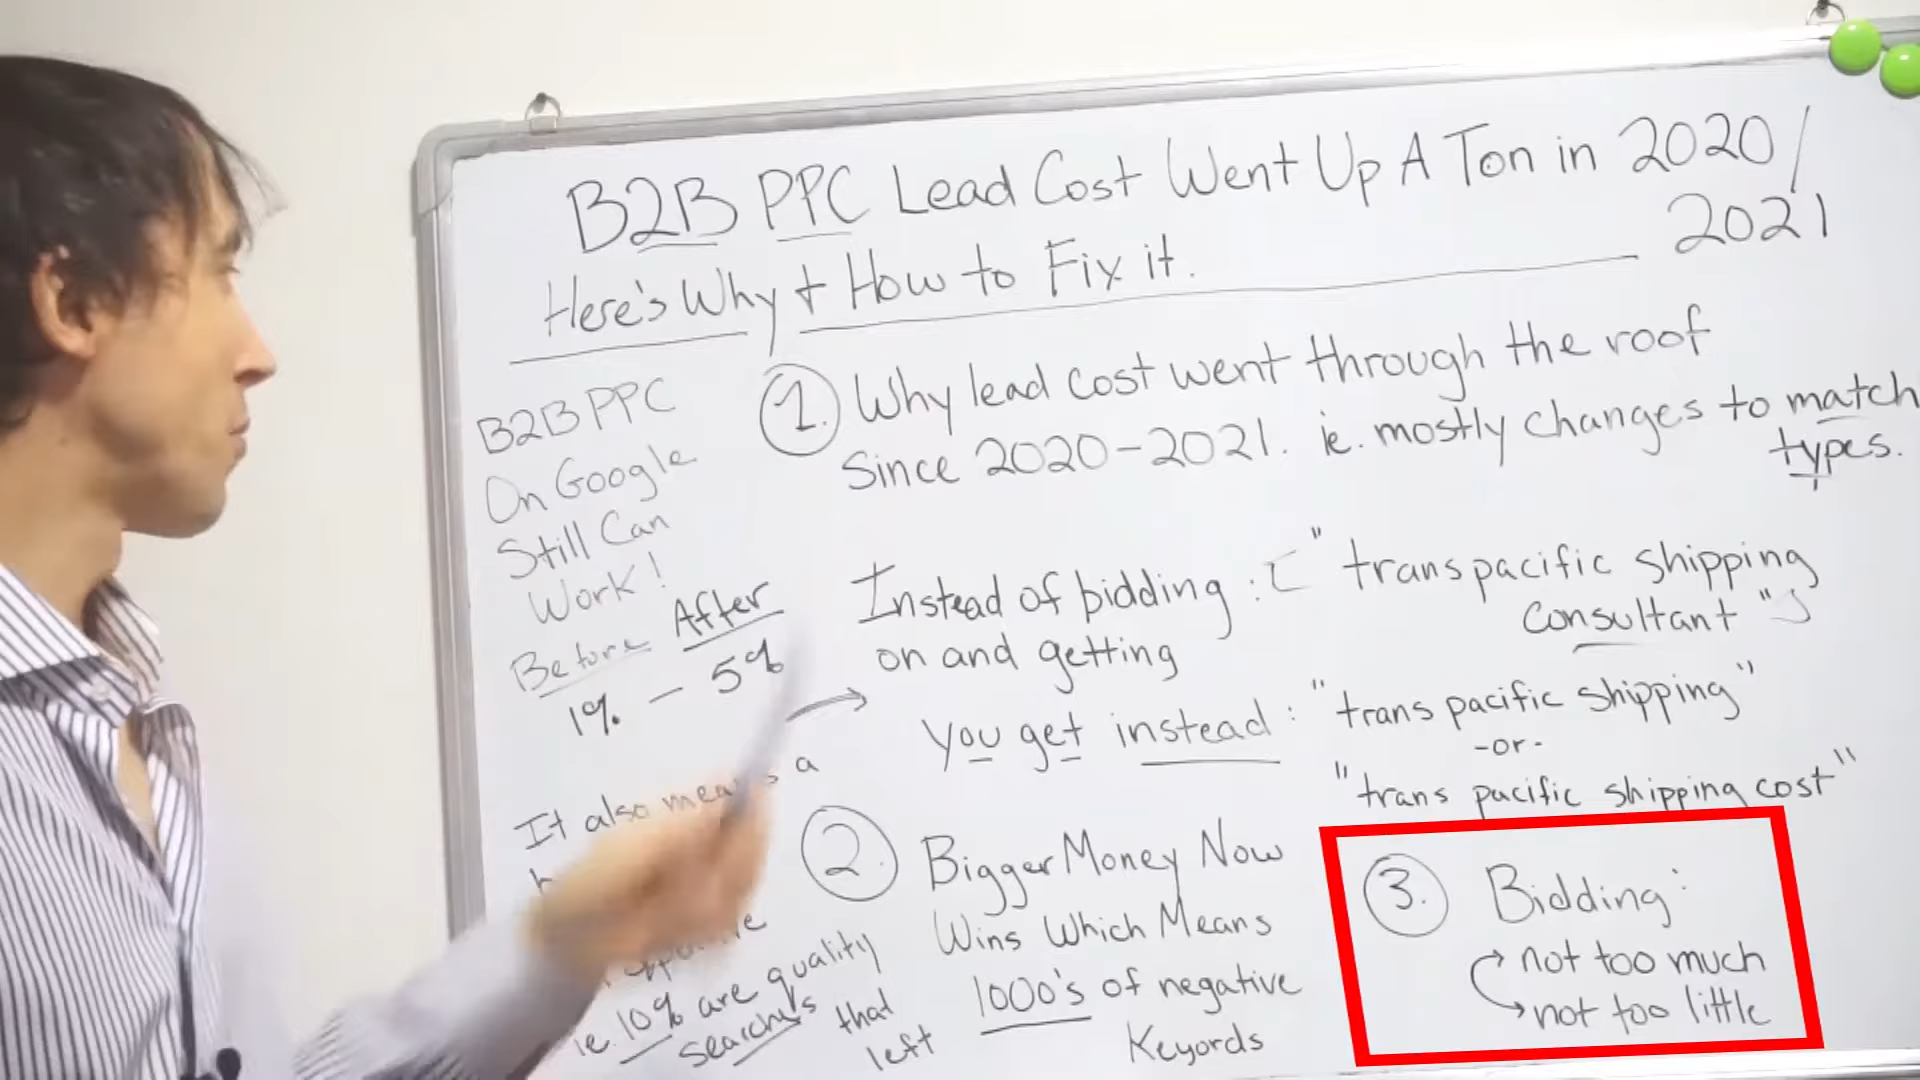 B2B PPC Lead Cost Went Up A Ton in 2020/
2021
Here's Why + How to Fix it.
B2B PPC
On Google
Still Can
Work!
Before After
1% - 5%
It also means a
ie. 10% are quality
searches that
left
1. Why lead cost went through the roof
Since 2020-2021. ie. mostly changes to match
types.
Instead of bidding : ["transpacific shipping
consultant"]
on and getting
You get instead : "trans pacific shipping"
-or-
"trans pacific shipping cost"
2. Bigger Money Now
Wins Which Means
1000's of negative
Keyords
3. Bidding:
not too much
not too little